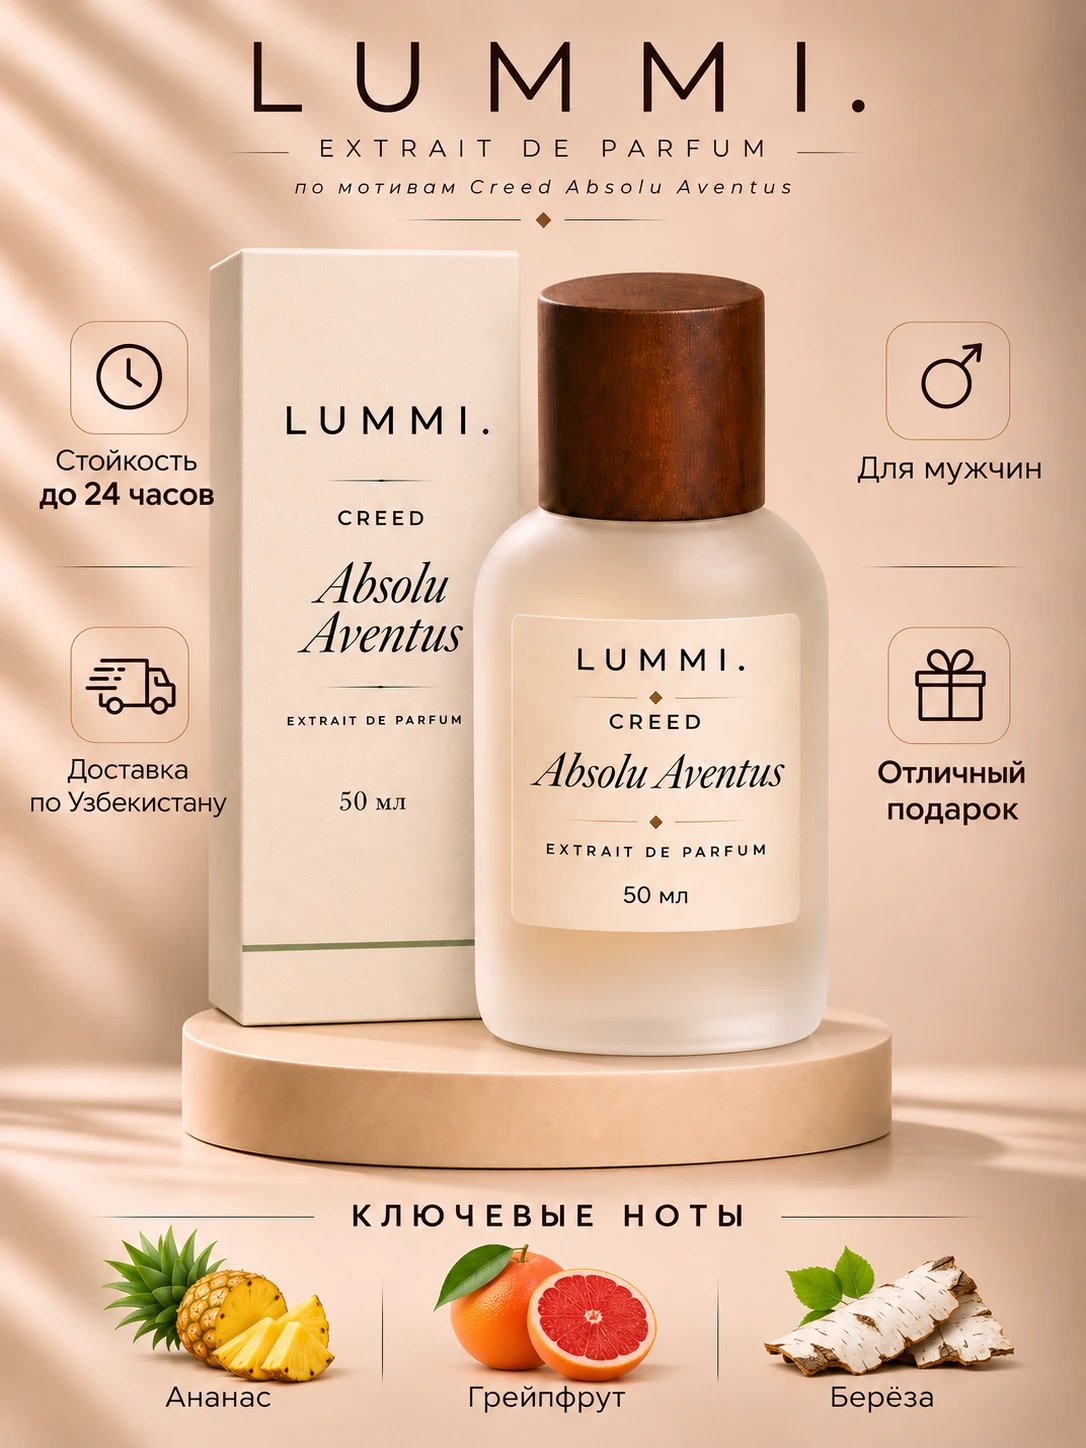 LUMMI.
EXTRAIT DE PARFUM
по мотивам Creed Absolu Aventus
Стойкость
до 24 часов
Доставка
по Узбекистану
LUMMI.
CREED
Absolu
Aventus
EXTRAIT DE PARFUM
50 мл
LUMMI.
CREED
Absolu Aventus
EXTRAIT DE PARFUM
50 мл
Для мужчин
Отличный
подарок
КЛЮЧЕВЫЕ НОТЫ
Ананас
Грейпфрут
Берёза